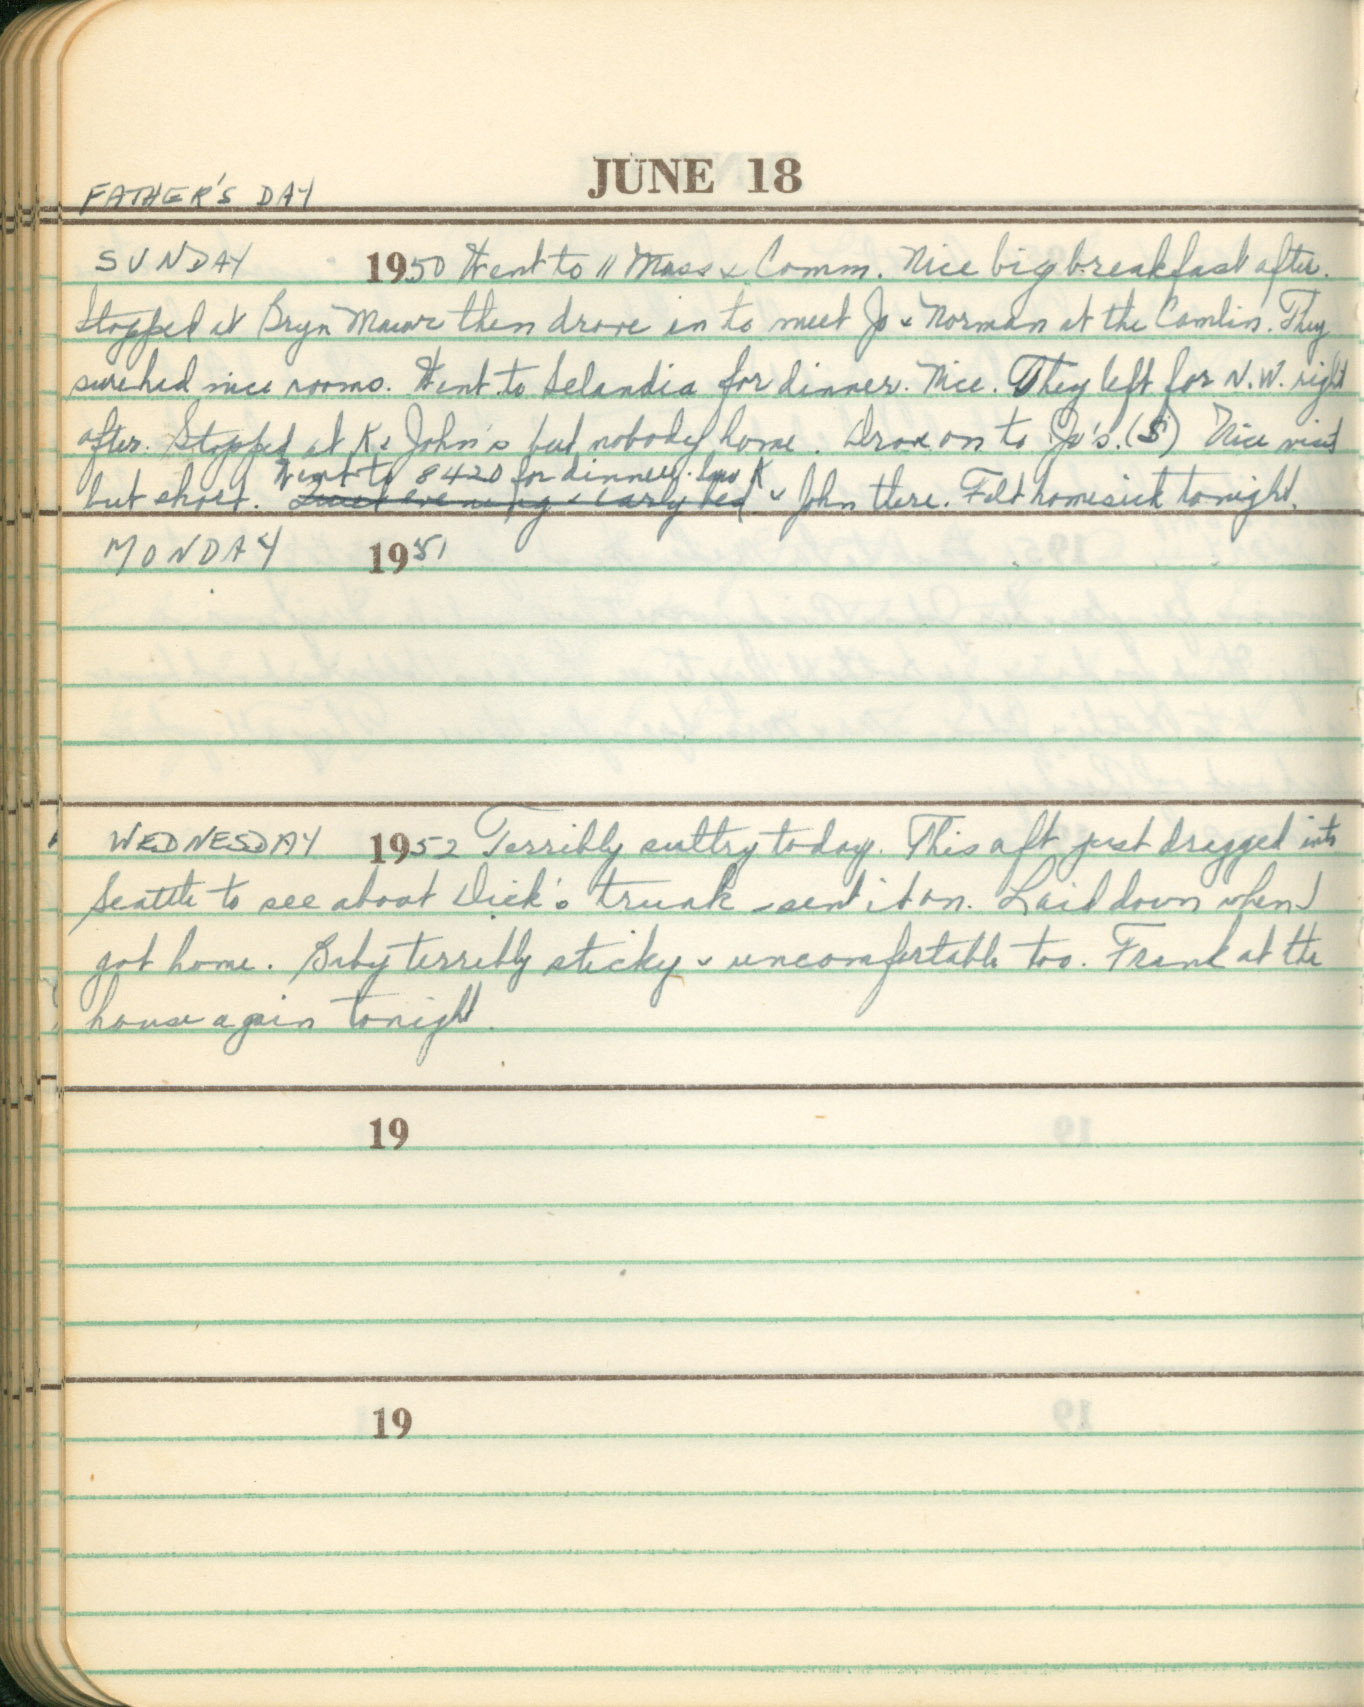 JUNE 18
FATHER'S DAY
SUNDAY 1950 Went to 11 Mass & Comm. Nice big breakfast after.
Stopped at Bryn Mawr then drove in to meet Jo & Norman at the Camlin. They
sure had nice rooms. Went to Selandia for dinner. Nice. They left for N.W. right
after. Stopped at K & John's but nobody home. Drove on to Jo's. (S) Nice visit
Went to 8420 for dinner. K
but short. Quiet evening & early bed & John there. Felt homesick tonight.
MONDAY 1951
WEDNESDAY 1952 Terribly sultry today. This aft just dragged into
Seattle to see about Dick's trunk & sent it on. Laid down when I
got home. Baby terribly sticky & uncomfortable too. Frank at the
house again tonight.
19
19